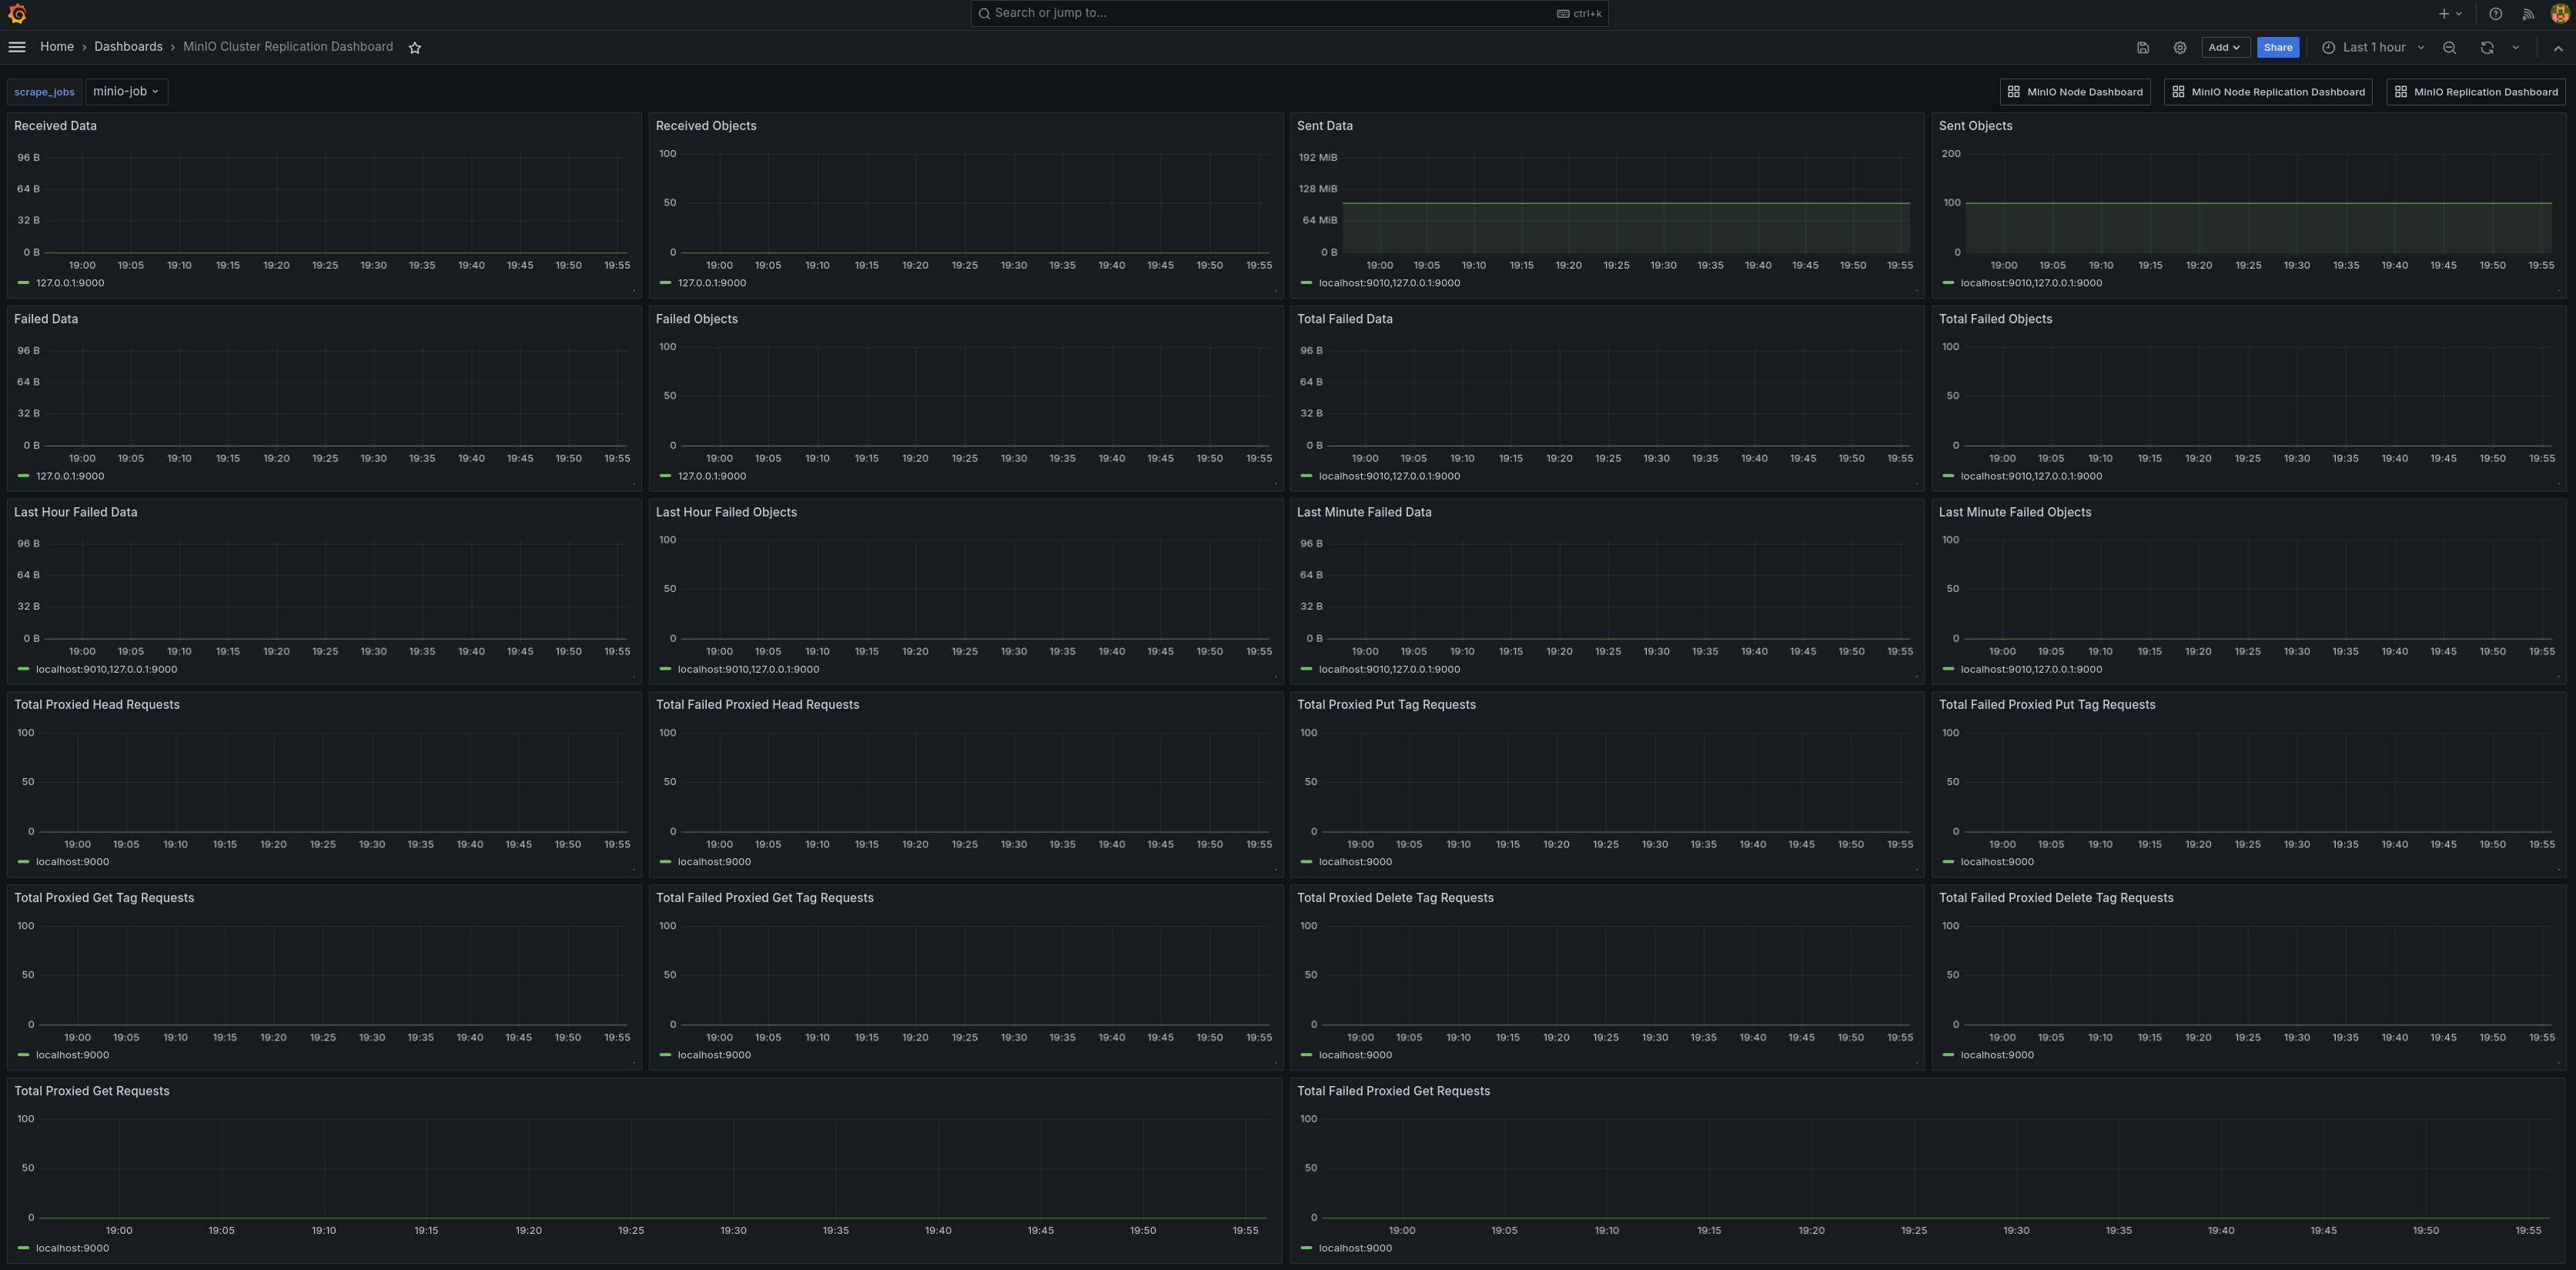 Search or jump to... ctrl+k
Home › Dashboards › MinIO Cluster Replication Dashboard Add Share Last 1 hour
scrape_jobs minio-job MinIO Node Dashboard MinIO Node Replication Dashboard MinIO Replication Dashboard
Received Data
96 B
64 B
32 B
0 B
19:00 19:05 19:10 19:15 19:20 19:25 19:30 19:35 19:40 19:45 19:50 19:55
127.0.0.1:9000
Received Objects
100
50
0
19:00 19:05 19:10 19:15 19:20 19:25 19:30 19:35 19:40 19:45 19:50 19:55
127.0.0.1:9000
Sent Data
192 MiB
128 MiB
64 MiB
0 B
19:00 19:05 19:10 19:15 19:20 19:25 19:30 19:35 19:40 19:45 19:50 19:55
localhost:9010,127.0.0.1:9000
Sent Objects
200
100
0
19:00 19:05 19:10 19:15 19:20 19:25 19:30 19:35 19:40 19:45 19:50 19:55
localhost:9010,127.0.0.1:9000
Failed Data
96 B
64 B
32 B
0 B
19:00 19:05 19:10 19:15 19:20 19:25 19:30 19:35 19:40 19:45 19:50 19:55
127.0.0.1:9000
Failed Objects
100
50
0
19:00 19:05 19:10 19:15 19:20 19:25 19:30 19:35 19:40 19:45 19:50 19:55
127.0.0.1:9000
Total Failed Data
96 B
64 B
32 B
0 B
19:00 19:05 19:10 19:15 19:20 19:25 19:30 19:35 19:40 19:45 19:50 19:55
localhost:9010,127.0.0.1:9000
Total Failed Objects
100
50
0
19:00 19:05 19:10 19:15 19:20 19:25 19:30 19:35 19:40 19:45 19:50 19:55
localhost:9010,127.0.0.1:9000
Last Hour Failed Data
96 B
64 B
32 B
0 B
19:00 19:05 19:10 19:15 19:20 19:25 19:30 19:35 19:40 19:45 19:50 19:55
localhost:9010,127.0.0.1:9000
Last Hour Failed Objects
100
50
0
19:00 19:05 19:10 19:15 19:20 19:25 19:30 19:35 19:40 19:45 19:50 19:55
localhost:9010,127.0.0.1:9000
Last Minute Failed Data
96 B
64 B
32 B
0 B
19:00 19:05 19:10 19:15 19:20 19:25 19:30 19:35 19:40 19:45 19:50 19:55
localhost:9010,127.0.0.1:9000
Last Minute Failed Objects
100
50
0
19:00 19:05 19:10 19:15 19:20 19:25 19:30 19:35 19:40 19:45 19:50 19:55
localhost:9010,127.0.0.1:9000
Total Proxied Head Requests
100
50
0
19:00 19:05 19:10 19:15 19:20 19:25 19:30 19:35 19:40 19:45 19:50 19:55
localhost:9000
Total Failed Proxied Head Requests
100
50
0
19:00 19:05 19:10 19:15 19:20 19:25 19:30 19:35 19:40 19:45 19:50 19:55
localhost:9000
Total Proxied Put Tag Requests
100
50
0
19:00 19:05 19:10 19:15 19:20 19:25 19:30 19:35 19:40 19:45 19:50 19:55
localhost:9000
Total Failed Proxied Put Tag Requests
100
50
0
19:00 19:05 19:10 19:15 19:20 19:25 19:30 19:35 19:40 19:45 19:50 19:55
localhost:9000
Total Proxied Get Tag Requests
100
50
0
19:00 19:05 19:10 19:15 19:20 19:25 19:30 19:35 19:40 19:45 19:50 19:55
localhost:9000
Total Failed Proxied Get Tag Requests
100
50
0
19:00 19:05 19:10 19:15 19:20 19:25 19:30 19:35 19:40 19:45 19:50 19:55
localhost:9000
Total Proxied Delete Tag Requests
100
50
0
19:00 19:05 19:10 19:15 19:20 19:25 19:30 19:35 19:40 19:45 19:50 19:55
localhost:9000
Total Failed Proxied Delete Tag Requests
100
50
0
19:00 19:05 19:10 19:15 19:20 19:25 19:30 19:35 19:40 19:45 19:50 19:55
localhost:9000
Total Proxied Get Requests
100
50
0
19:00 19:05 19:10 19:15 19:20 19:25 19:30 19:35 19:40 19:45 19:50 19:55
localhost:9000
Total Failed Proxied Get Requests
100
50
0
19:00 19:05 19:10 19:15 19:20 19:25 19:30 19:35 19:40 19:45 19:50 19:55
localhost:9000